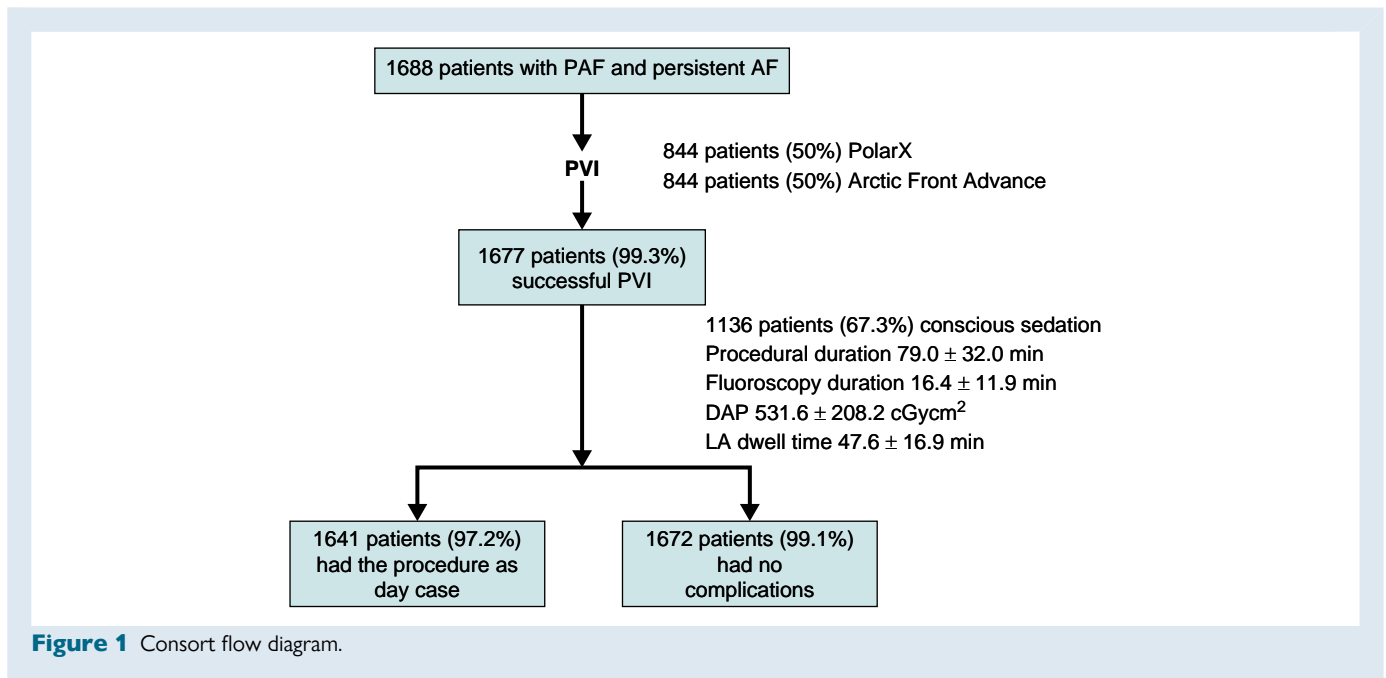 1688 patients with PAF and persistent AF
PVI
844 patients (50%) PolarX
844 patients (50%) Arctic Front Advance
1677 patients (99.3%)
successful PVI
1136 patients (67.3%) conscious sedation
Procedural duration 79.0 ± 32.0 min
Fluoroscopy duration 16.4 ± 11.9 min
DAP 531.6 ± 208.2 cGycm²
LA dwell time 47.6 ± 16.9 min
1641 patients (97.2%)
had the procedure as
day case
1672 patients (99.1%)
had no
complications
Figure 1 Consort flow diagram.